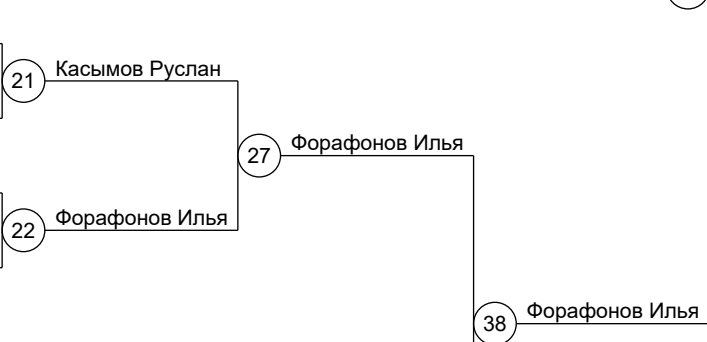 21 Касымов Руслан
27 Форафонов Илья
22 Форафонов Илья
38 Форафонов Илья